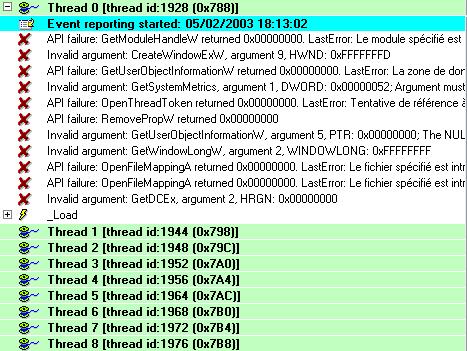 Thread 0 [thread id:1928 (0x788)]
Event reporting started: 05/02/2003 18:13:02
API failure: GetModuleHandleW returned 0x00000000. LastError: Le module spécifié est
Invalid argument: CreateWindowExW, argument 9, HWND: 0xFFFFFFFD
API failure: GetUserObjectInformationW returned 0x00000000. LastError: La zone de don
Invalid argument: GetSystemMetrics, argument 1, DWORD: 0x00000052; Argument must
API failure: OpenThreadToken returned 0x00000000. LastError: Tentative de référence à
API failure: RemovePropW returned 0x00000000
Invalid argument: GetUserObjectInformationW, argument 5, PTR: 0x00000000; The NUL
Invalid argument: GetWindowLongW, argument 2, WINDOWLONG: 0xFFFFFFFF
API failure: OpenFileMappingA returned 0x00000000. LastError: Le fichier spécifié est intr
API failure: OpenFileMappingA returned 0x00000000. LastError: Le fichier spécifié est intr
Invalid argument: GetDCEx, argument 2, HRGN: 0x00000000
_Load
Thread 1 [thread id:1944 (0x798)]
Thread 2 [thread id:1948 (0x79C)]
Thread 3 [thread id:1952 (0x7A0)]
Thread 4 [thread id:1956 (0x7A4)]
Thread 5 [thread id:1964 (0x7AC)]
Thread 6 [thread id:1968 (0x7B0)]
Thread 7 [thread id:1972 (0x7B4)]
Thread 8 [thread id:1976 (0x7B8)]